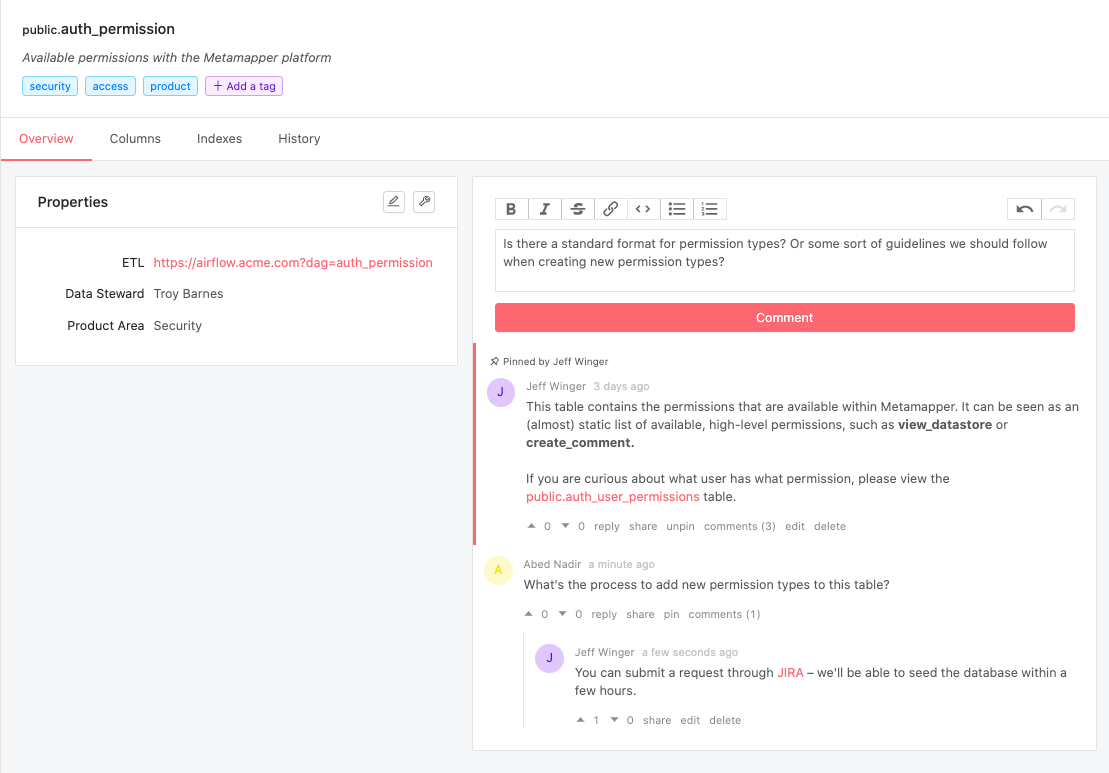 public.auth_permission
Available permissions with the Metamapper platform
security access product + Add a tag
Overview Columns Indexes History
Properties
ETL https://airflow.acme.com?dag=auth_permission
Data Steward Troy Barnes
Product Area Security
B I S
Is there a standard format for permission types? Or some sort of guidelines we should follow
when creating new permission types?
Comment
Pinned by Jeff Winger
J
Jeff Winger 3 days ago
This table contains the permissions that are available within Metamapper. It can be seen as an
(almost) static list of available, high-level permissions, such as view_datastore or
create_comment.
If you are curious about what user has what permission, please view the
public.auth_user_permissions table.
0 0 reply share unpin comments (3) edit delete
A
Abed Nadir a minute ago
What's the process to add new permission types to this table?
0 0 reply share pin comments (1)
J
Jeff Winger a few seconds ago
You can submit a request through JIRA – we'll be able to seed the database within a
few hours.
1 0 share edit delete